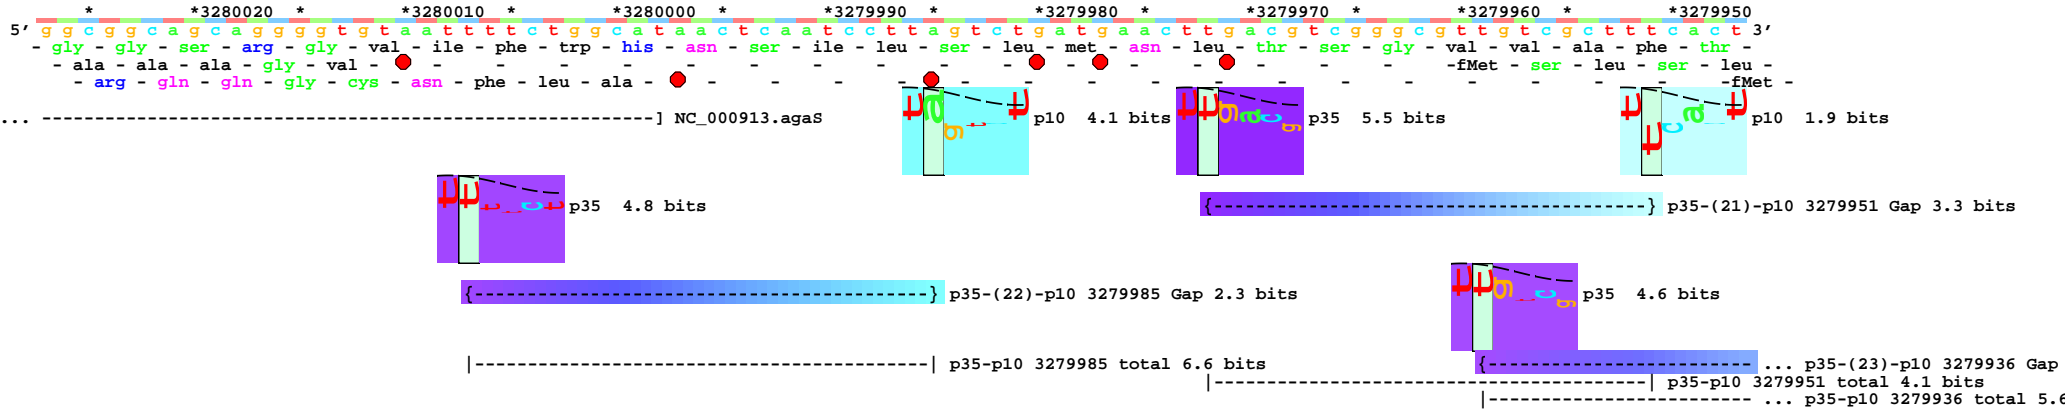 * *3280020 * *3280010 * *3280000 * *3279990 * *3279980 * *3279970 * *3279960 * *3279950
5' g g c g g c a g c a g g g g t g t a a t t t t c t g g c a t a a c t c a a t c c t t a g t c t g a t g a a c t t g a c g t c g g g c g t t g t c g c t t t c a c t 3'
- gly - gly - ser - arg - gly - val - ile - phe - trp - his - asn - ser - ile - leu - ser - leu - met - asn - leu - thr - ser - gly - val - val - ala - phe - thr -
- ala - ala - ala - gly - val - - - - - - - - - - - - - - - -fMet - ser - leu - ser - leu -
- arg - gln - gln - gly - cys - asn - phe - leu - ala - - - - - - - - - - - - - - - - - -fMet -
... ----------------------------------------------------------] NC_000913.agaS
t a g t t t p10 4.1 bits
t t g a c g p35 5.5 bits
t t c a c t p10 1.9 bits
t t t t c t p35 4.8 bits
{-----------------------------------------} p35-(21)-p10 3279951 Gap 3.3 bits
t t g t c g p35 4.6 bits
{-------------------------------------------} p35-(22)-p10 3279985 Gap 2.3 bits
|-------------------------------------------| p35-p10 3279985 total 6.6 bits
{------------------------- ... p35-(23)-p10 3279936 Gap
|-----------------------------------------| p35-p10 3279951 total 4.1 bits
|------------------------- ... p35-p10 3279936 total 5.6